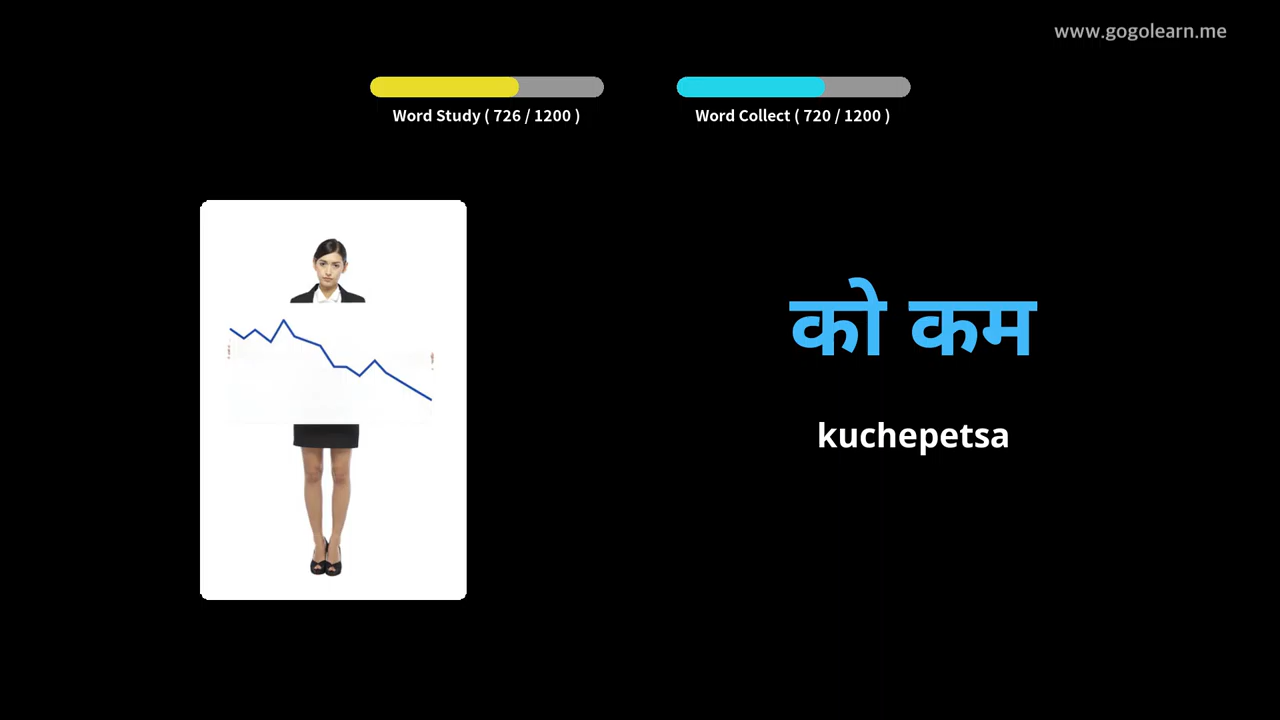 www.gogolearn.me
Word Study ( 726 / 1200 )
Word Collect ( 720 / 1200 )
को कम
kuchepetsa